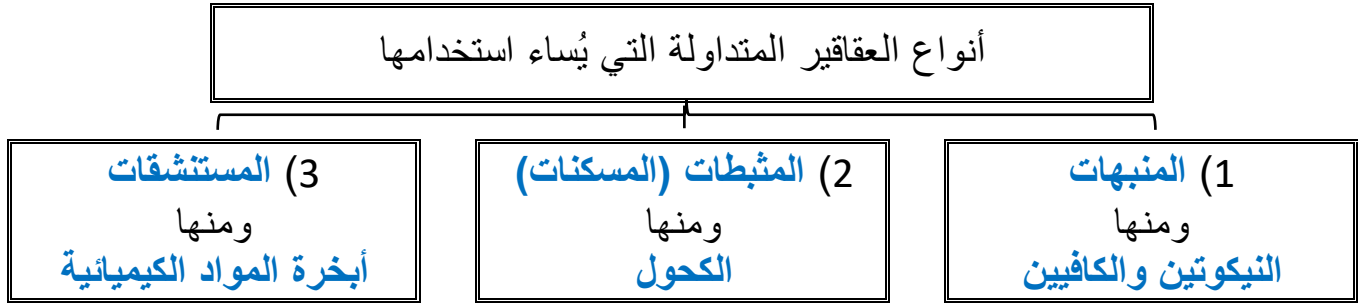 أنواع العقاقير المتداولة التي يُساء استخدامها
1) المنبهات
ومنها
النيكوتين والكافيين
2) المثبطات (المسكنات)
ومنها
الكحول
3) المستنشقات
ومنها
أبخرة المواد الكيميائية